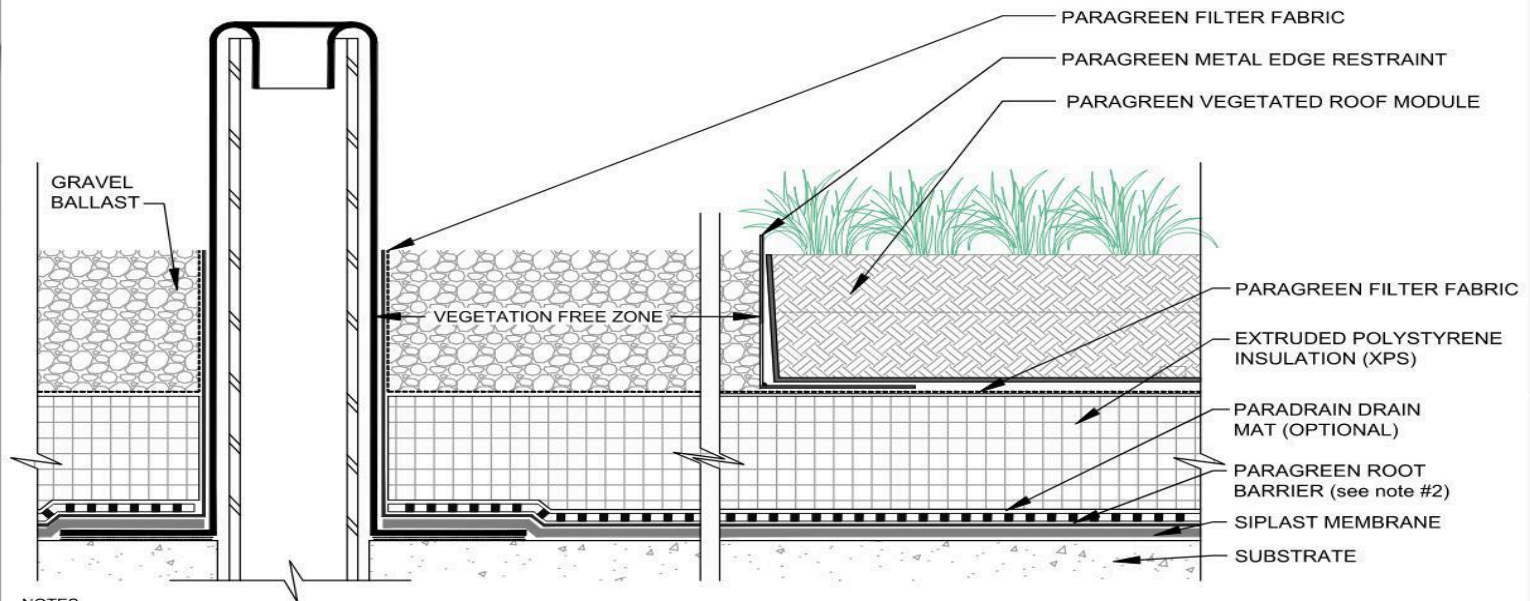 PARAGREEN FILTER FABRIC
PARAGREEN METAL EDGE RESTRAINT
PARAGREEN VEGETATED ROOF MODULE
GRAVEL
BALLAST
VEGETATION FREE ZONE
PARAGREEN FILTER FABRIC
EXTRUDED POLYSTYRENE
INSULATION (XPS)
PARADRAIN DRAIN
MAT (OPTIONAL)
PARAGREEN ROOT
BARRIER (see note #2)
SIPLAST MEMBRANE
SUBSTRATE
NOTES